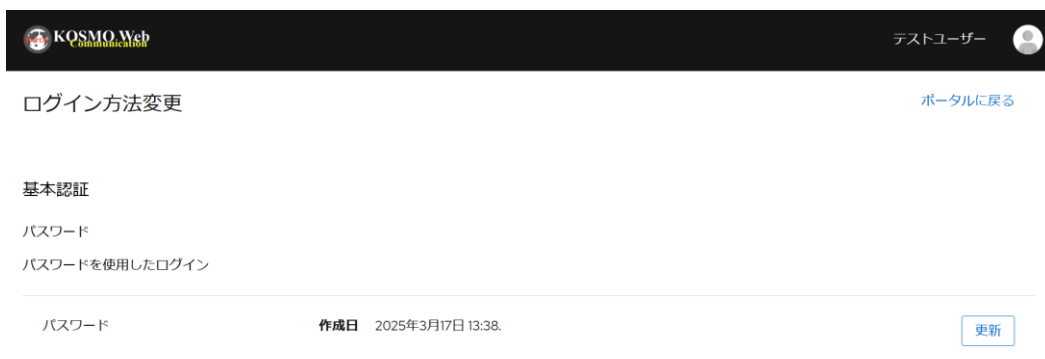 KOSMO Web
Communication
テストユーザー
ログイン方法変更
ポータルに戻る
基本認証
パスワード
パスワードを使用したログイン
パスワード 作成日 2025年3月17日 13:38. 更新